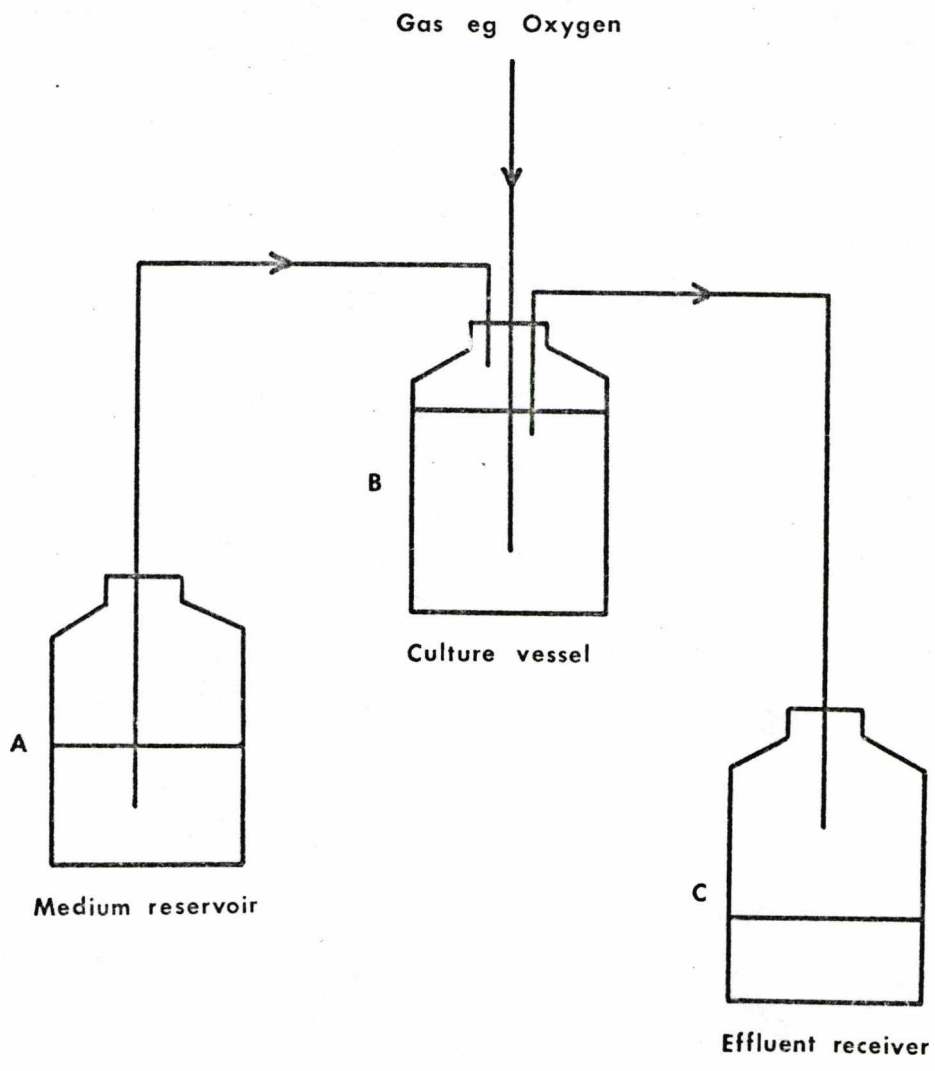 Gas eg Oxygen
B
Culture vessel
A
Medium reservoir
C
Effluent receiver